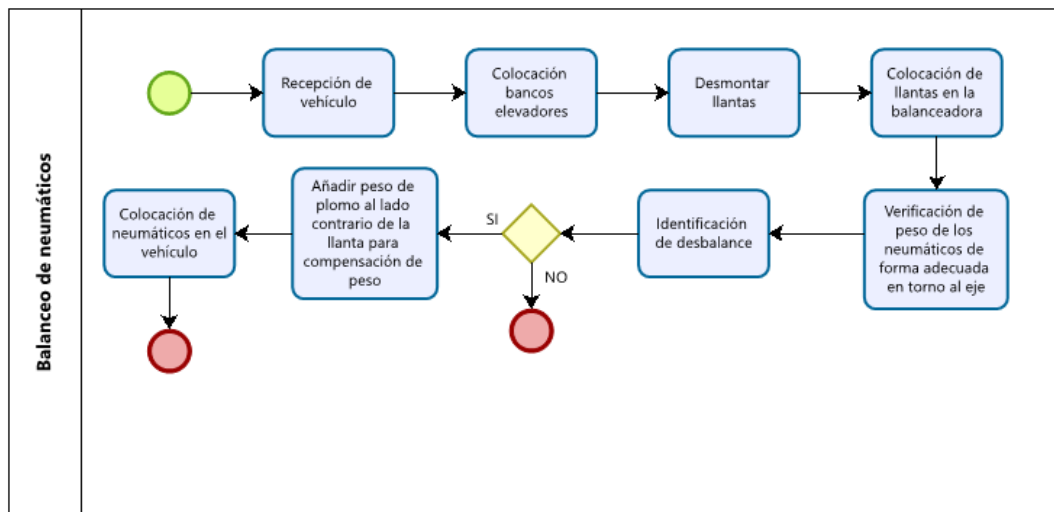 Balanceo de neumáticos
Recepción de
vehículo
Colocación
bancos
elevadores
Desmontar
llantas
Colocación de
llantas en la
balanceadora
Verificación de
peso de los
neumáticos de
forma adecuada
en torno al eje
Identificación
de desbalance
SI
NO
Añadir peso de
plomo al lado
contrario de la
llanta para
compensación de
peso
Colocación de
neumáticos en el
vehículo